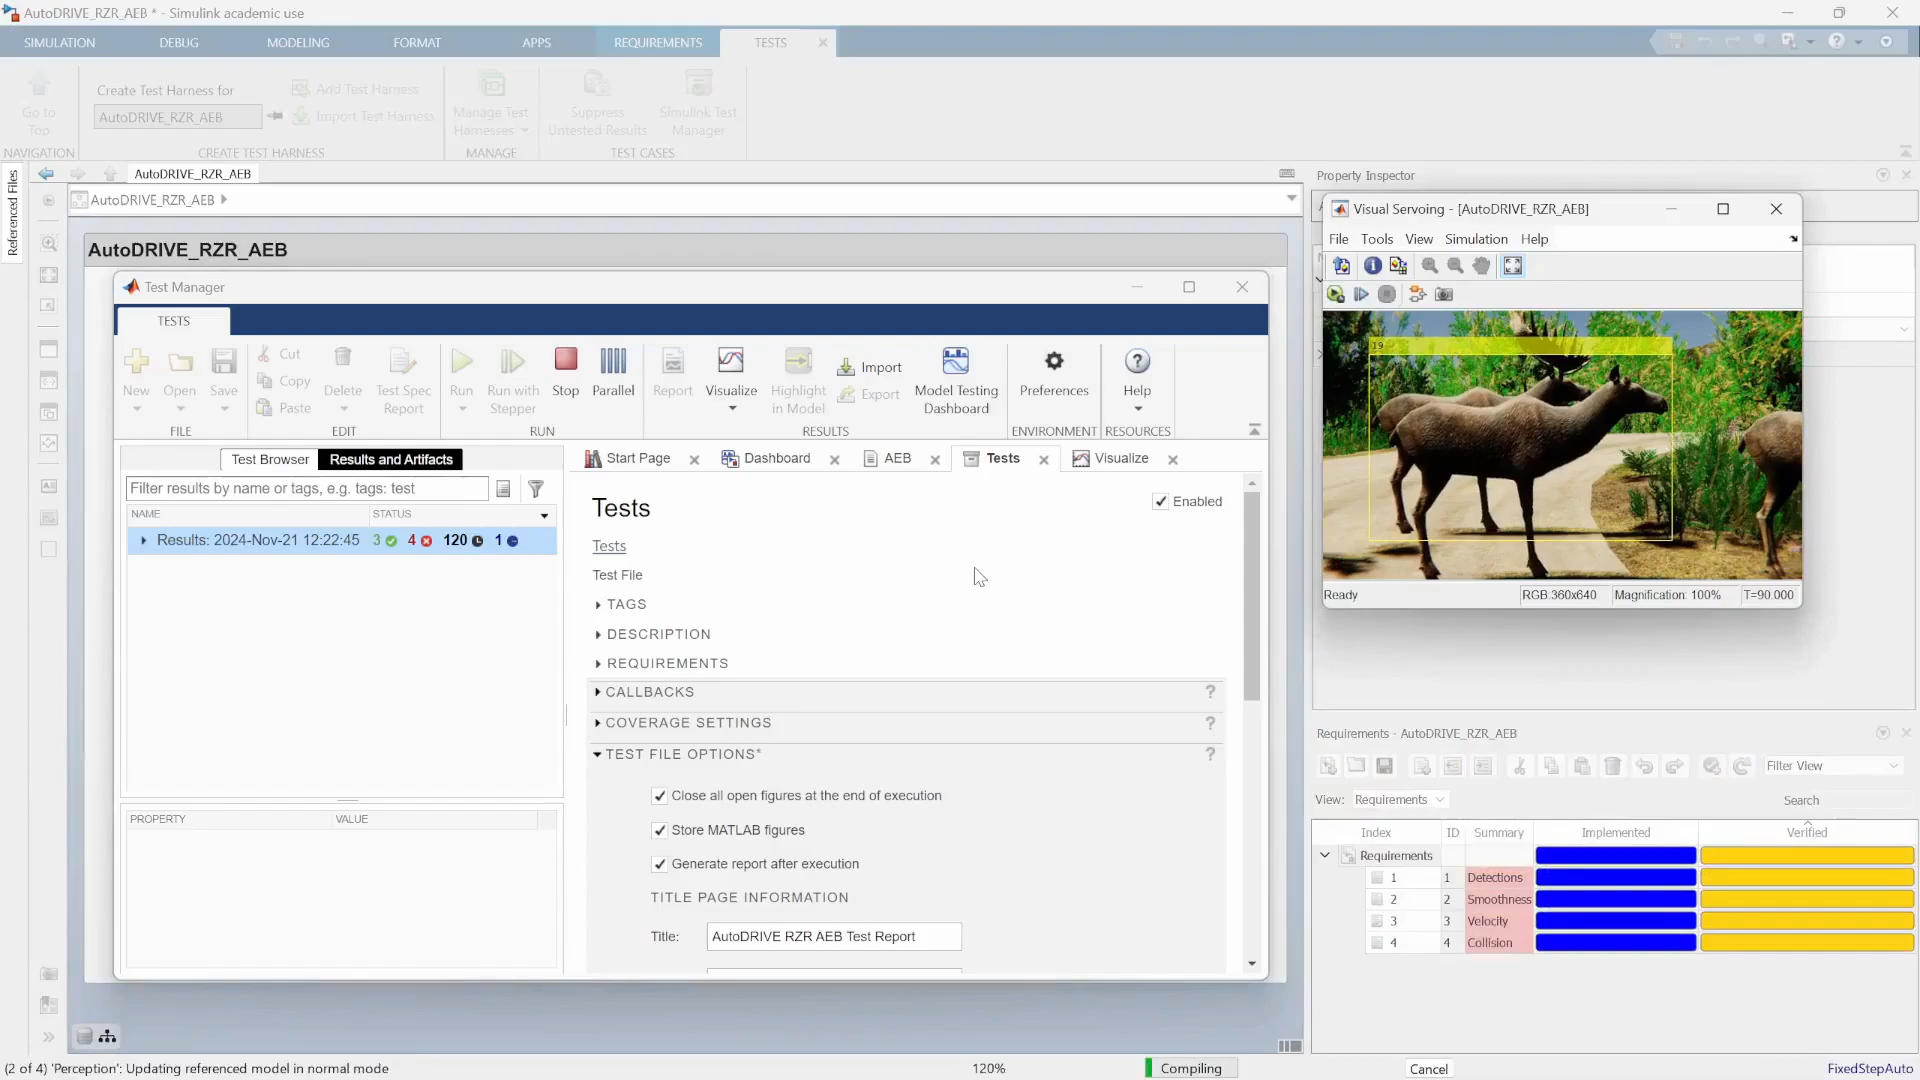 AutoDRIVE_RZR_AEB * - Simulink academic use
SIMULATION DEBUG MODELING FORMAT APPS REQUIREMENTS TESTS
Go to Top
NAVIGATION
Create Test Harness for
AutoDRIVE_RZR_AEB
Add Test Harness
Import Test Harness
CREATE TEST HARNESS
Manage Test Harnesses
MANAGE
Suppress Untested Results
Simulink Test Manager
TEST CASES
Referenced Files
AutoDRIVE_RZR_AEB
AutoDRIVE_RZR_AEB
AutoDRIVE_RZR_AEB
Test Manager
TESTS
New Open Save
FILE
Cut
Copy
Paste
Delete
Test Spec Report
EDIT
Run
Run with Stepper
Stop
Parallel
RUN
Report
Visualize
Highlight in Model
Import
Export
Model Testing Dashboard
RESULTS
Preferences
ENVIRONMENT
Help
RESOURCES
Test Browser Results and Artifacts
Filter results by name or tags, e.g. tags: test
NAME STATUS
Results: 2024-Nov-21 12:22:45 3 4 120 1
PROPERTY VALUE
Start Page Dashboard AEB Tests Visualize
Tests
Enabled
Tests
Test File
TAGS
DESCRIPTION
REQUIREMENTS
CALLBACKS ?
COVERAGE SETTINGS ?
TEST FILE OPTIONS* ?
Close all open figures at the end of execution
Store MATLAB figures
Generate report after execution
TITLE PAGE INFORMATION
Title: AutoDRIVE RZR AEB Test Report
Property Inspector
Visual Servoing - [AutoDRIVE_RZR_AEB]
File Tools View Simulation Help
19
Ready RGB:360x640 Magnification: 100% T=90.000
Requirements - AutoDRIVE_RZR_AEB
Filter View
View: Requirements Search
Index ID Summary Implemented Verified
Requirements
1 1 Detections
2 2 Smoothness
3 3 Velocity
4 4 Collision
(2 of 4) 'Perception': Updating referenced model in normal mode 120% Compiling Cancel FixedStepAuto